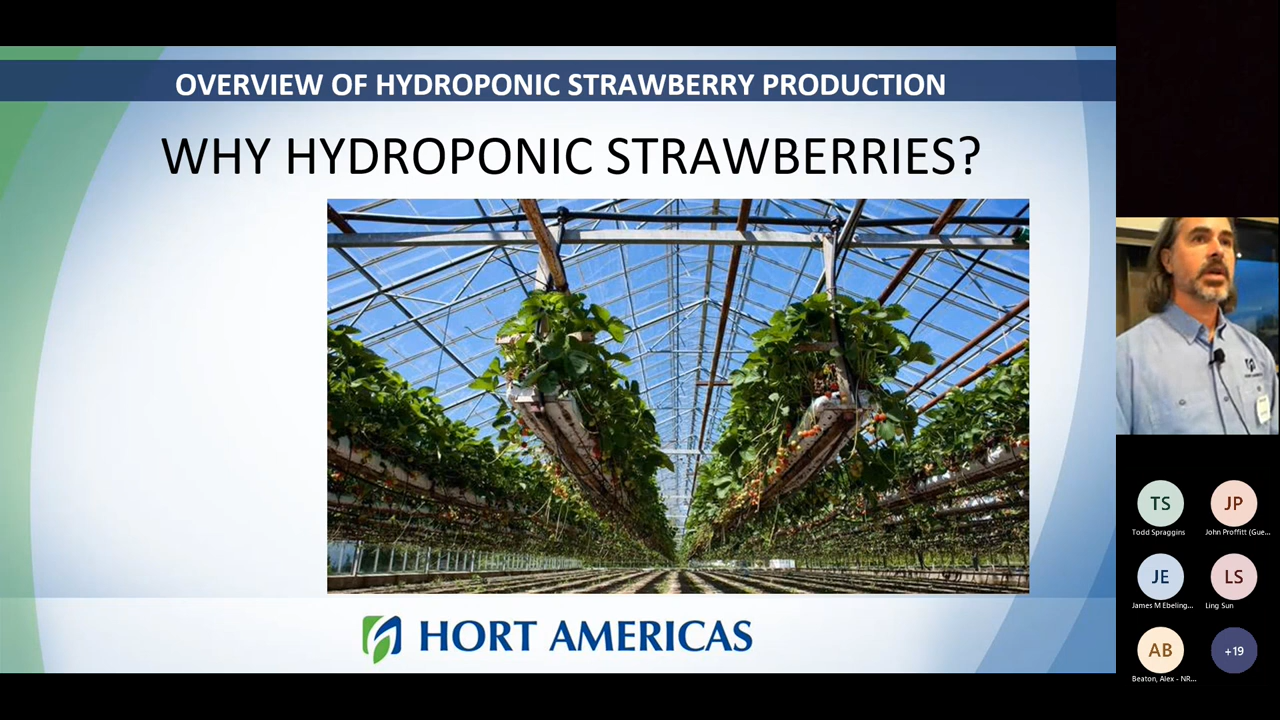 OVERVIEW OF HYDROPONIC STRAWBERRY PRODUCTION
WHY HYDROPONIC STRAWBERRIES?
HORT AMERICAS
TS
JP
Todd Spraggins
John Proffitt (Gue...
JE
LS
James M Ebeling...
Ling Sun
AB
+19
Beaton, Alex - NR...